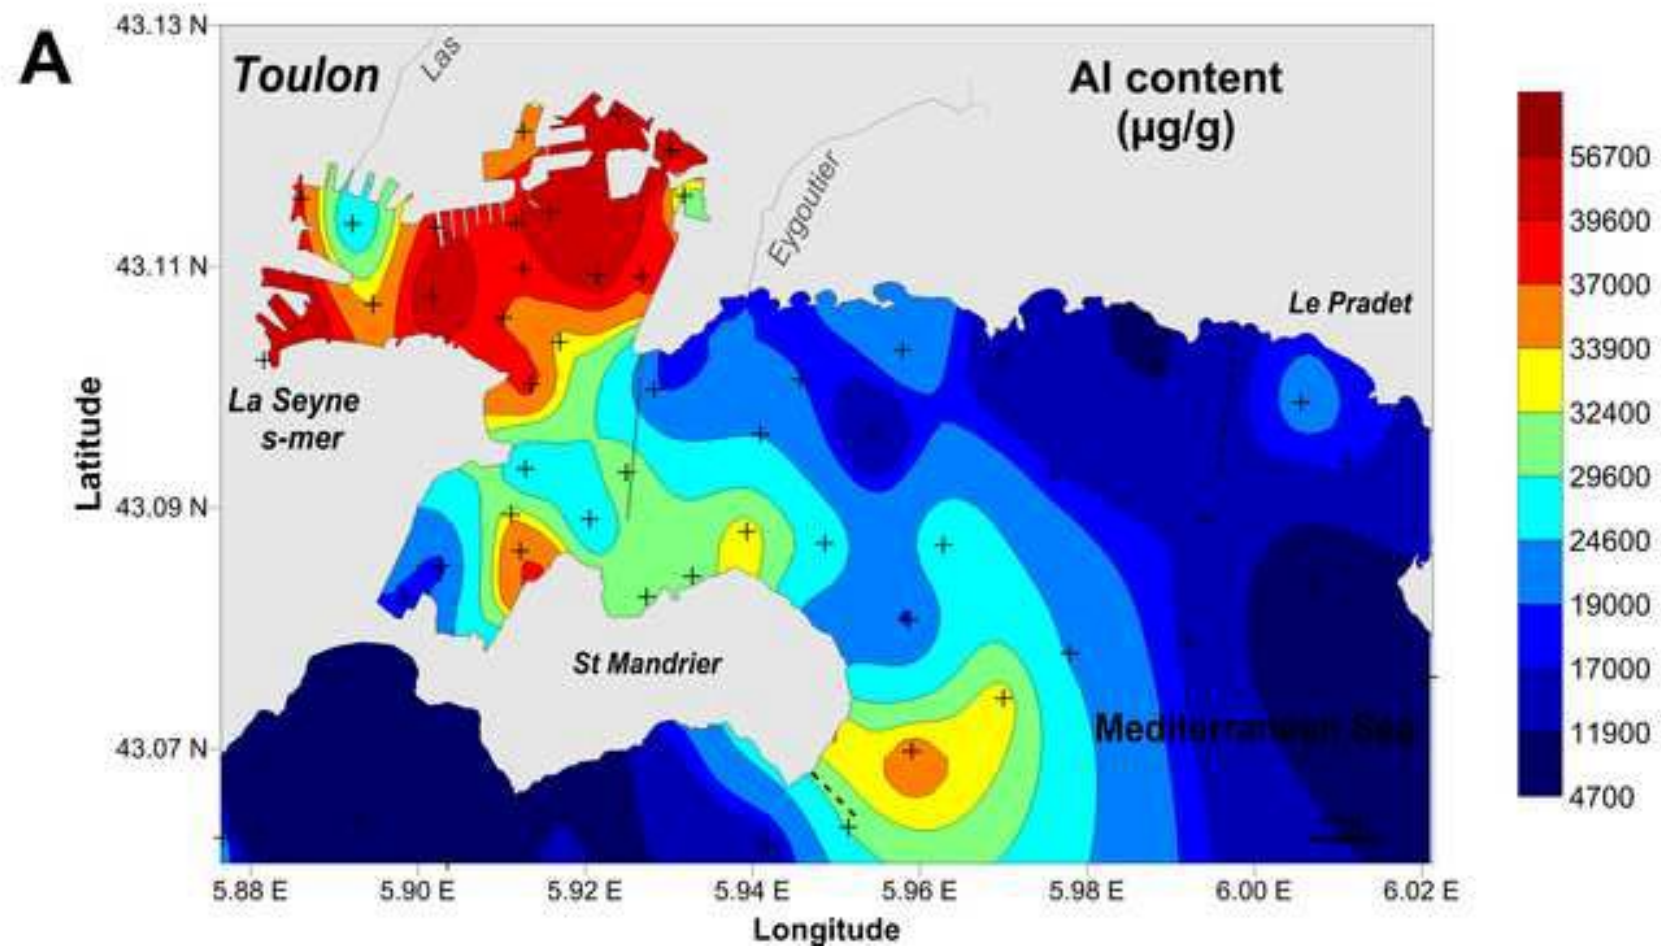 A
43.13 N
Toulon
Las
Al content
(µg/g)
Eygoutier
56700
39600
43.11 N
37000
Le Pradet
33900
La Seyne
s-mer
32400
Latitude
29600
43.09 N
24600
19000
St Mandrier
17000
Mediterranean Sea
11900
43.07 N
4700
5.88 E
5.90 E
5.92 E
5.94 E
5.96 E
5.98 E
6.00 E
6.02 E
Longitude